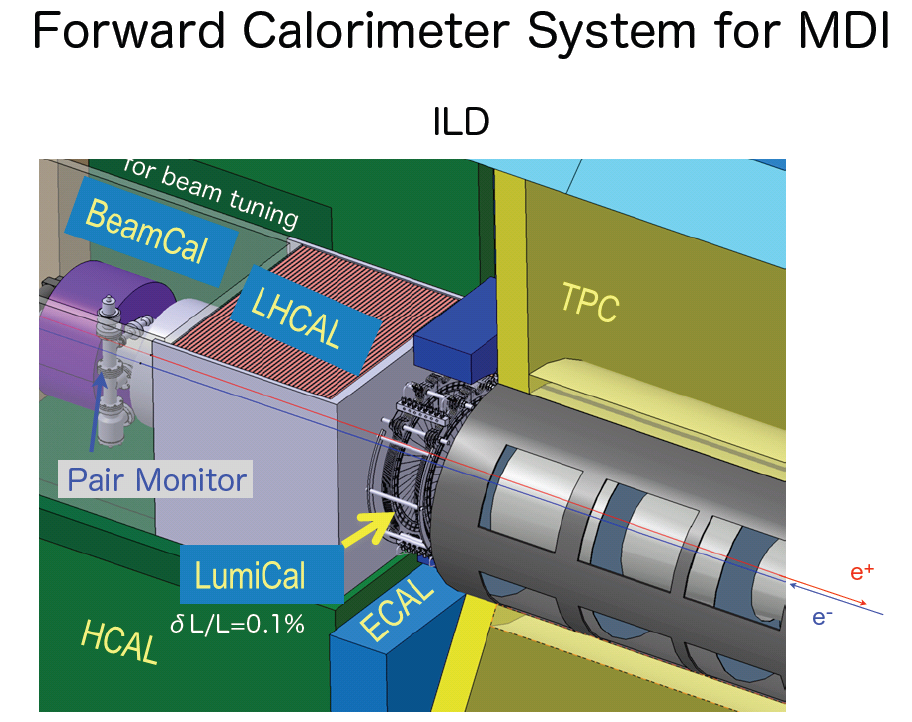 Forward Calorimeter System for MDI
ILD
for beam tuning
BeamCal
LHCAL
TPC
Pair Monitor
LumiCal
δL/L=0.1%
ECAL
HCAL
e+
e-